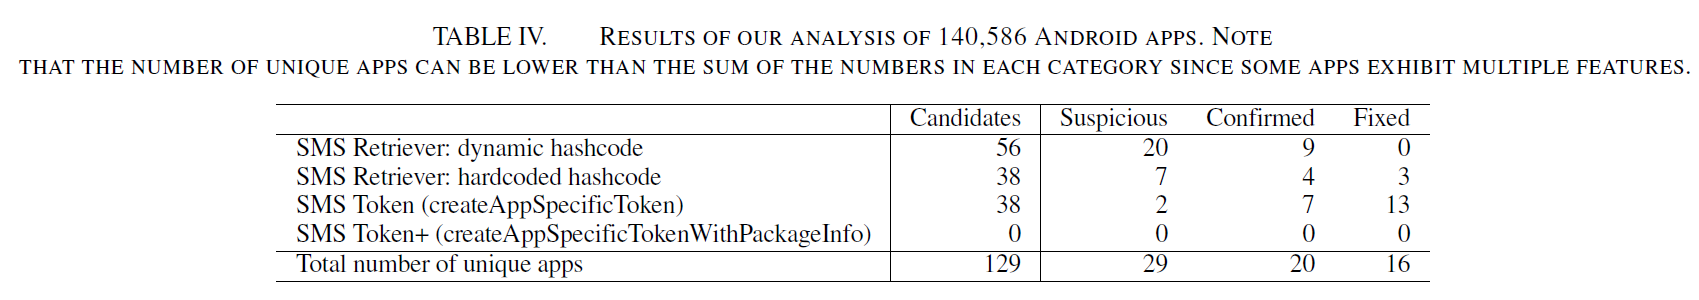 TABLE IV. RESULTS OF OUR ANALYSIS OF 140,586 ANDROID APPS. NOTE
THAT THE NUMBER OF UNIQUE APPS CAN BE LOWER THAN THE SUM OF THE NUMBERS IN EACH CATEGORY SINCE SOME APPS EXHIBIT MULTIPLE FEATURES.
Candidates Suspicious Confirmed Fixed
SMS Retriever: dynamic hashcode 56 20 9 0
SMS Retriever: hardcoded hashcode 38 7 4 3
SMS Token (createAppSpecificToken) 38 2 7 13
SMS Token+ (createAppSpecificTokenWithPackageInfo) 0 0 0 0
Total number of unique apps 129 29 20 16